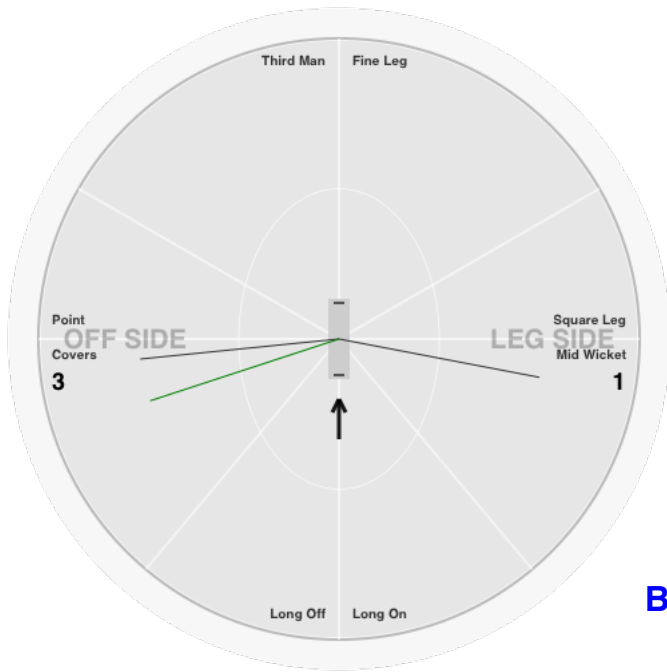 Third Man Fine Leg
Point Square Leg
OFF SIDE LEG SIDE
Covers Mid Wicket
3 1
Long Off Long On
B